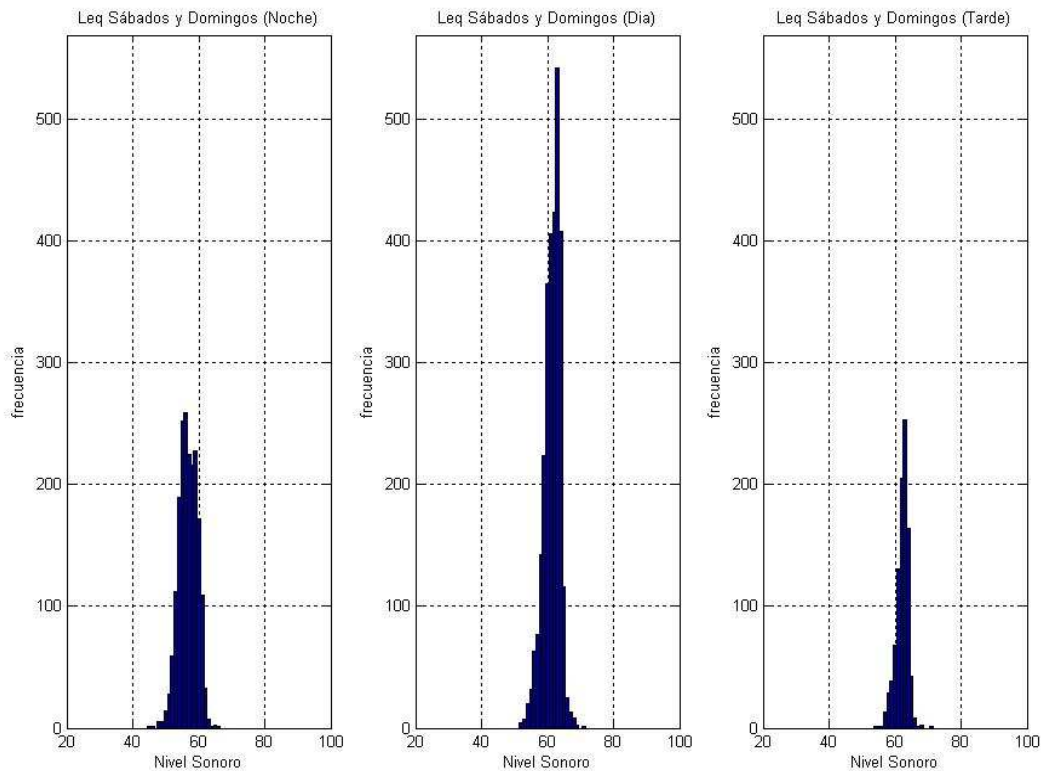 Leq Sábados y Domingos (Noche)
frecuencia
500
400
300
200
100
0
20 40 60 80 100
Nivel Sonoro
Leq Sábados y Domingos (Dia)
frecuencia
500
400
300
200
100
0
20 40 60 80 100
Nivel Sonoro
Leq Sábados y Domingos (Tarde)
frecuencia
500
400
300
200
100
0
20 40 60 80 100
Nivel Sonoro